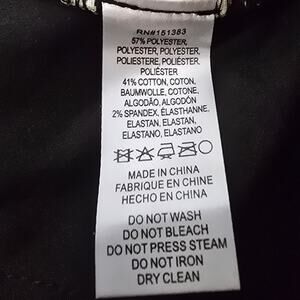 RN#151383
57% POLYESTER,
POLYESTER, POLYESTER,
POLIESTERE, POLIÉSTER,
POLIÉSTER
41% COTTON, COTON,
BAUMWOLLE, COTONE,
ALGODÃO, ALGODÓN
2% SPANDEX, ÉLASTHANNE,
ELASTAN, ELASTAN,
ELASTANO, ELASTANO
MADE IN CHINA
FABRIQUE EN CHINE
HECHO EN CHINA
DO NOT WASH
DO NOT BLEACH
DO NOT PRESS STEAM
DO NOT IRON
DRY CLEAN